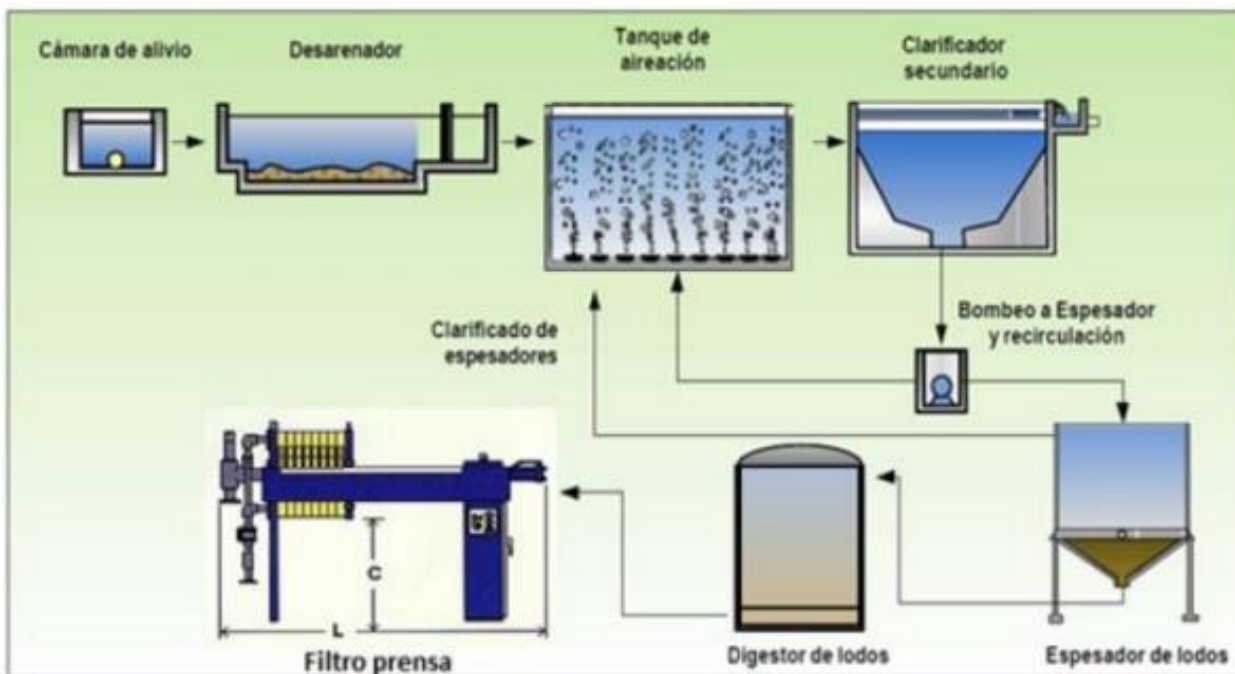 Cámara de alivio
Desarenador
Tanque de
aireación
Clarificador
secundario
Clarificado de
espesadores
Bombeo a Espesador
y recirculación
C
L
Filtro prensa
Digestor de lodos
Espesador de lodos